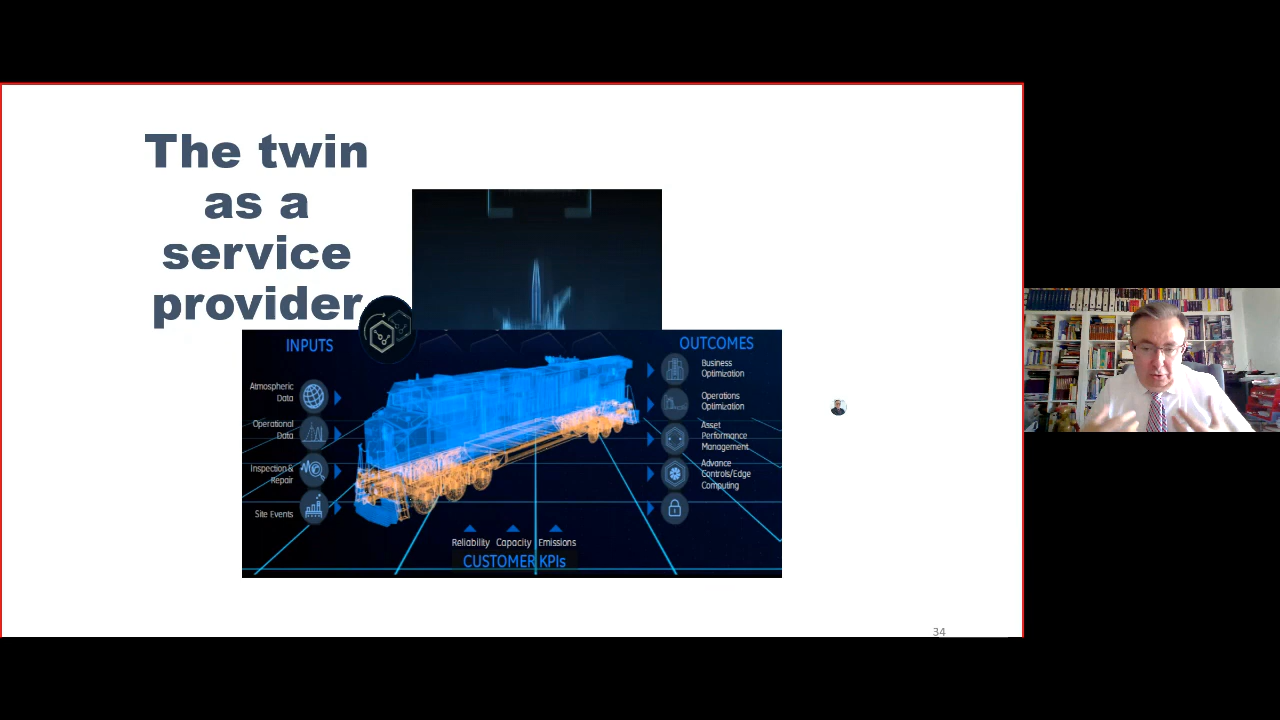 The twin
as a
service
provider
INPUTS
Atmospheric
Data
Operational
Data
Inspection &
Repair
Site Events
OUTCOMES
Business
Optimization
Operations
Optimization
Asset
Performance
Management
Advance
Controls/Edge
Computing
Reliability Capacity Emissions
CUSTOMER KPIs
34